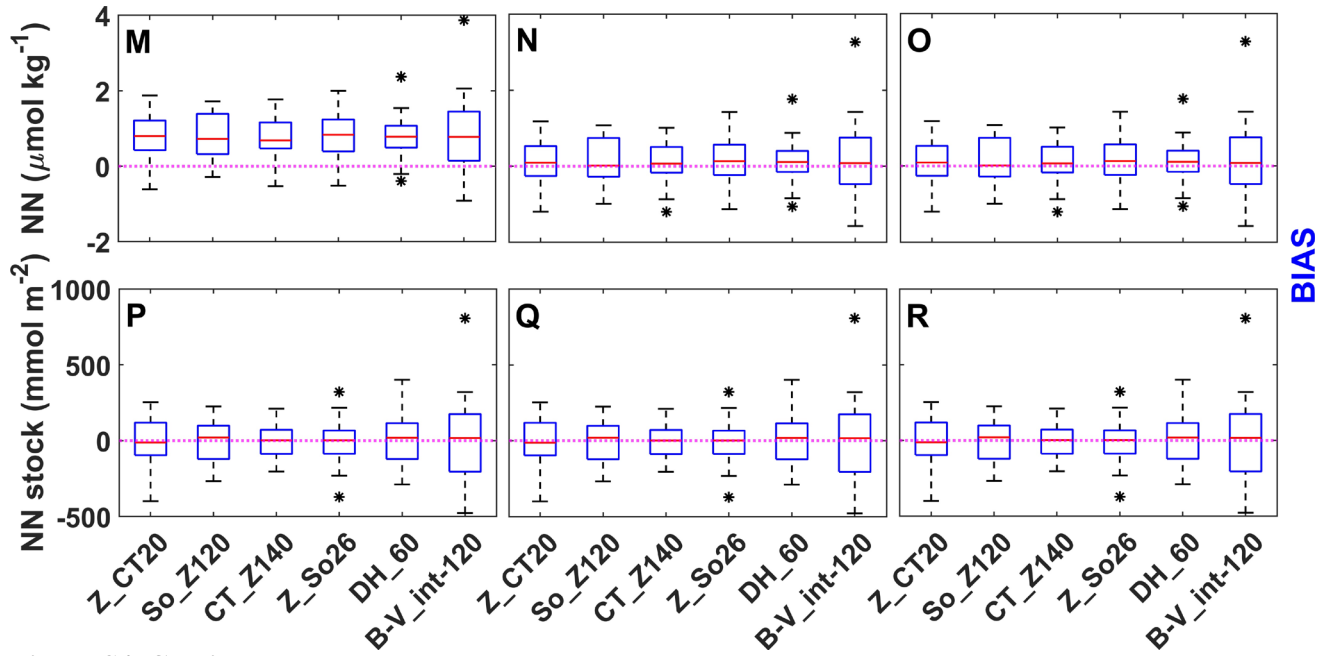 NN (μmol kg-1)
4
2
0
-2
M
N
O
NN stock (mmol m-2)
1000
500
0
-500
P
Q
R
BIAS
Z_CT20
So_Z120
CT_Z140
Z_So26
DH_60
B-V_int-120
Z_CT20
So_Z120
CT_Z140
Z_So26
DH_60
B-V_int-120
Z_CT20
So_Z120
CT_Z140
Z_So26
DH_60
B-V_int-120